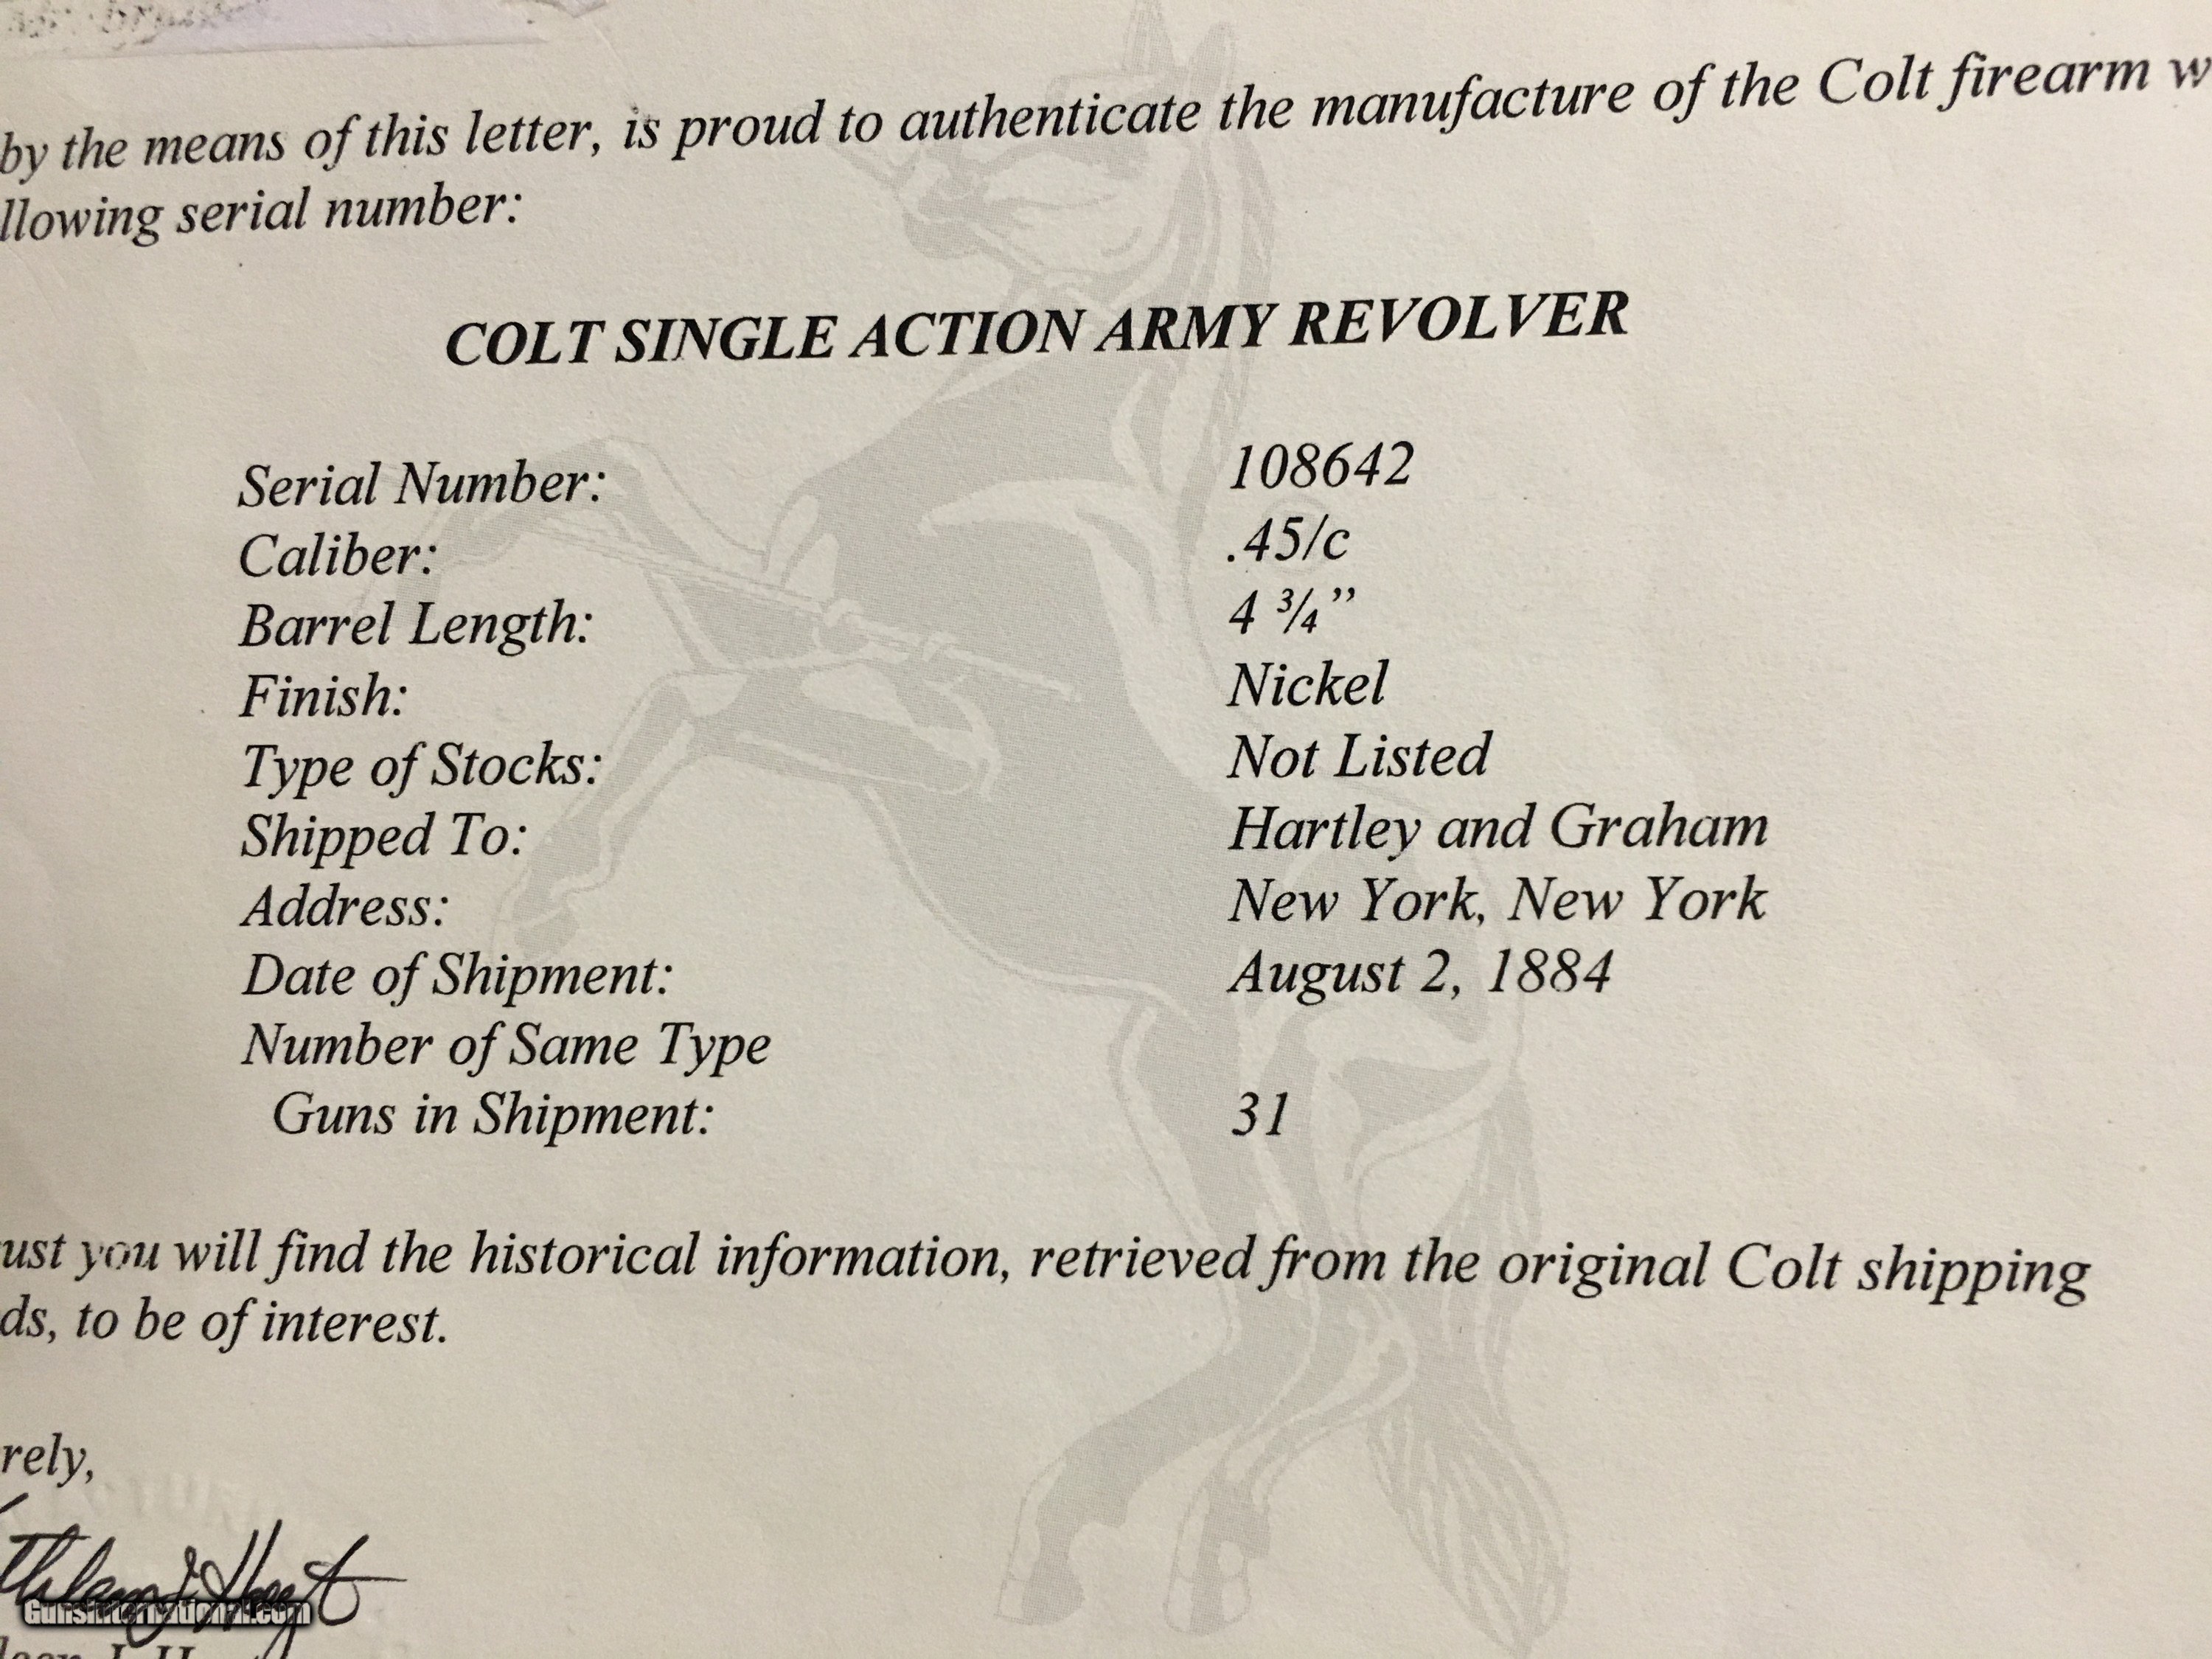 by the means of this letter, is proud to authenticate the manufacture of the Colt firearm w
llowing serial number:
COLT SINGLE ACTION ARMY REVOLVER
Serial Number: 108642
Caliber: .45/c
Barrel Length: 4 ¾”
Finish: Nickel
Type of Stocks: Not Listed
Shipped To: Hartley and Graham
Address: New York, New York
Date of Shipment: August 2, 1884
Number of Same Type
Guns in Shipment: 31
ust you will find the historical information, retrieved from the original Colt shipping
ds, to be of interest.
rely,
GunsInternational.com